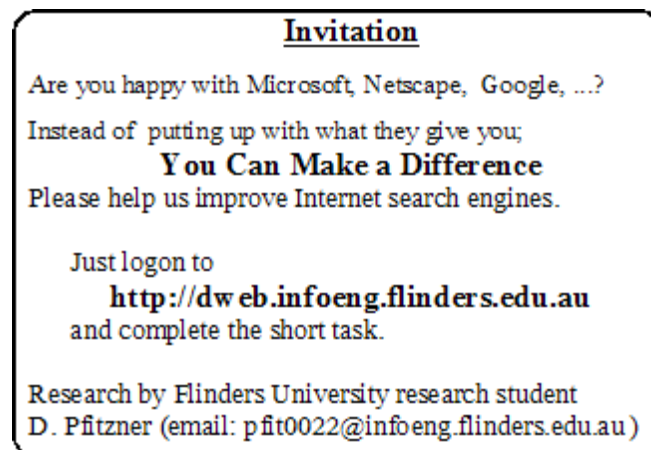 Invitation
Are you happy with Microsoft, Netscape, Google, ...?
Instead of putting up with what they give you;
You Can Make a Difference
Please help us improve Internet search engines.
Just logon to
http://dweb.infoeng.flinders.edu.au
and complete the short task.
Research by Flinders University research student
D. Pfitzner (email: pfit0022@infoeng.flinders.edu.au)